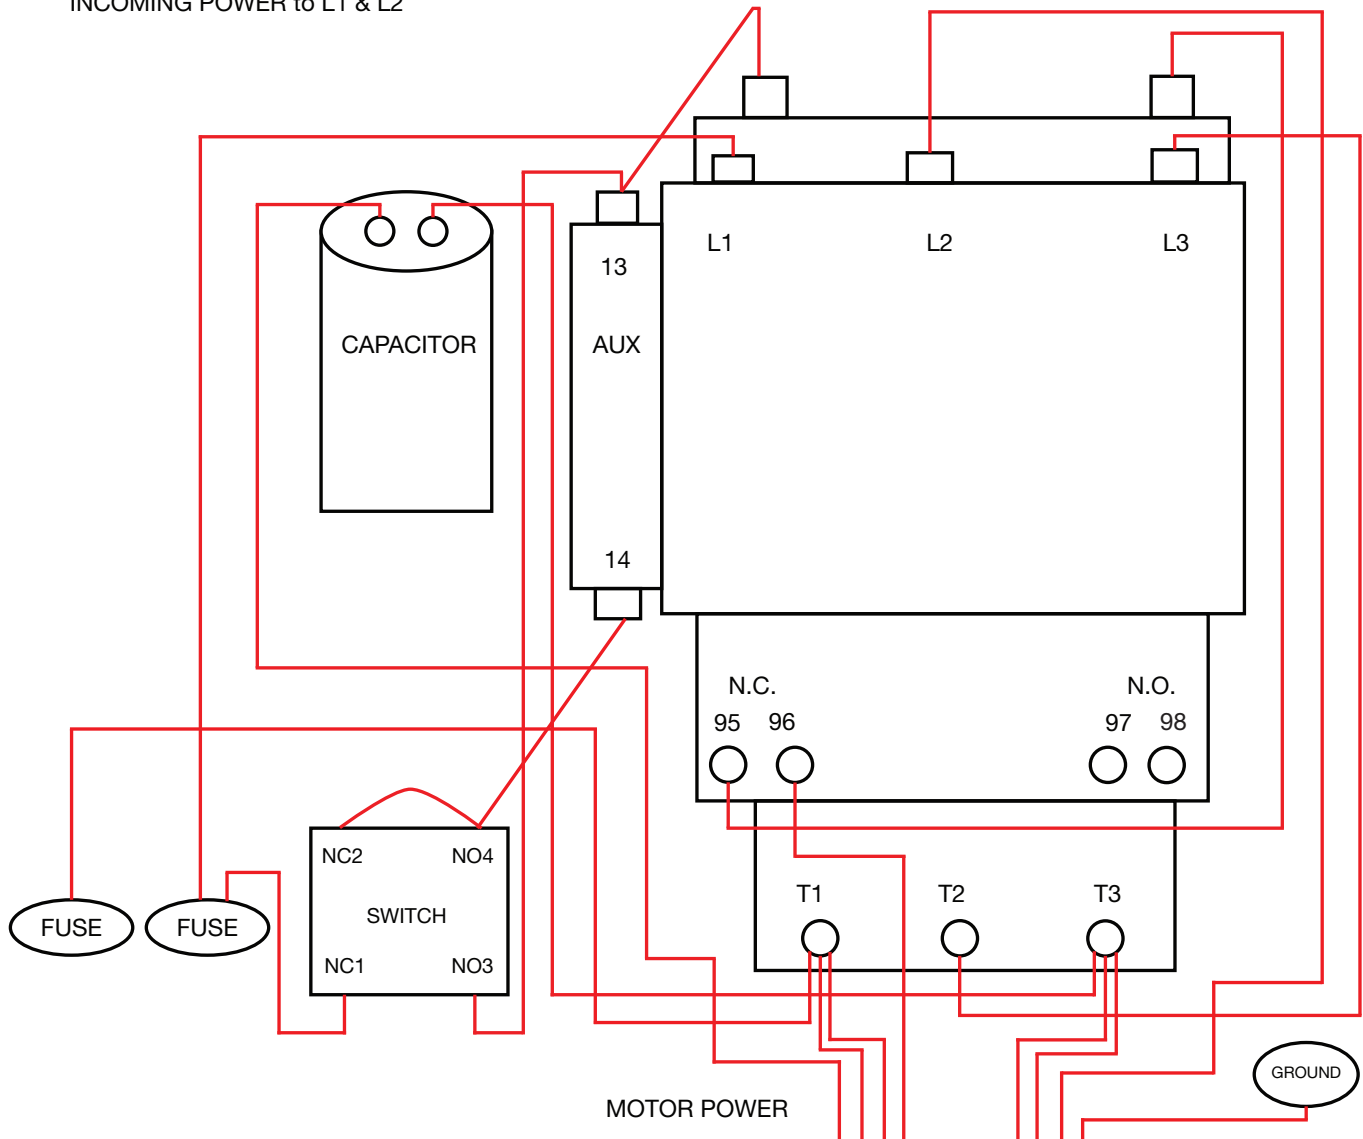 INCOMING POWER to L1 & L2
L1 L2 L3
13
CAPACITOR
AUX
14
N.C. N.O.
95 96 97 98
NC2 NO4
T1 T2 T3
SWITCH
FUSE FUSE
NC1 NO3
GROUND
MOTOR POWER